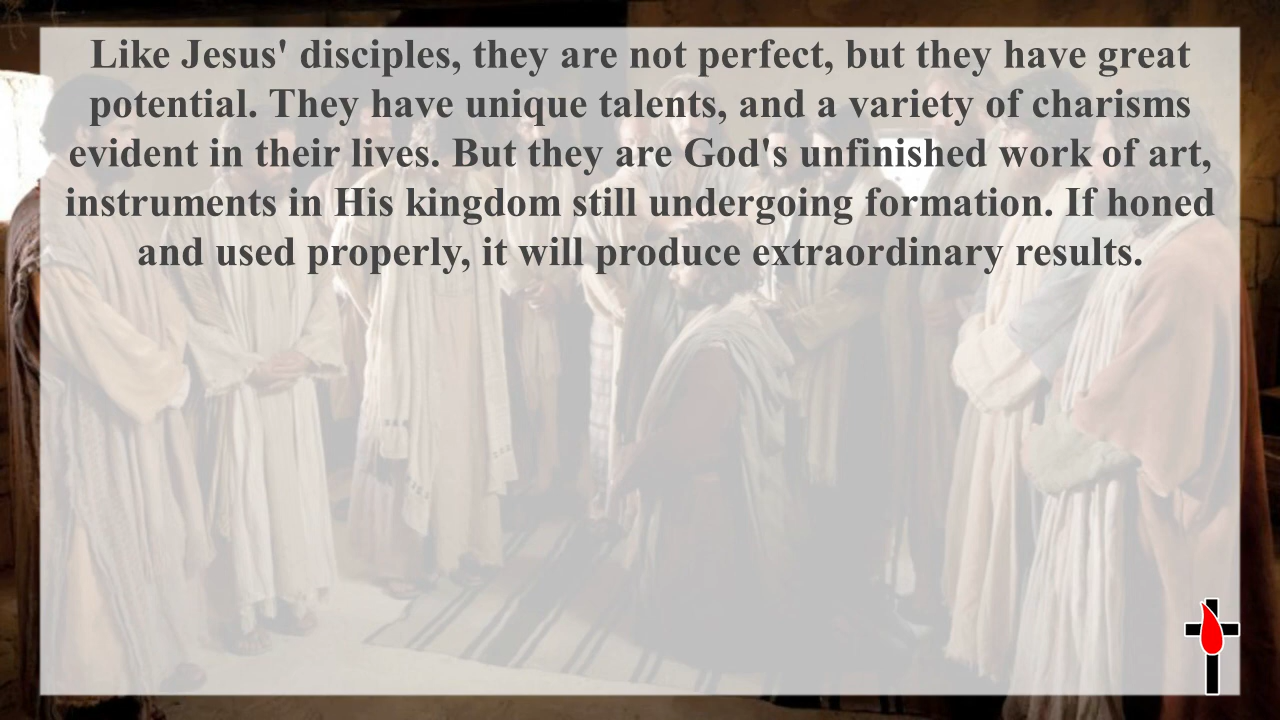 Like Jesus' disciples, they are not perfect, but they have great
potential. They have unique talents, and a variety of charisms
evident in their lives. But they are God's unfinished work of art,
instruments in His kingdom still undergoing formation. If honed
and used properly, it will produce extraordinary results.